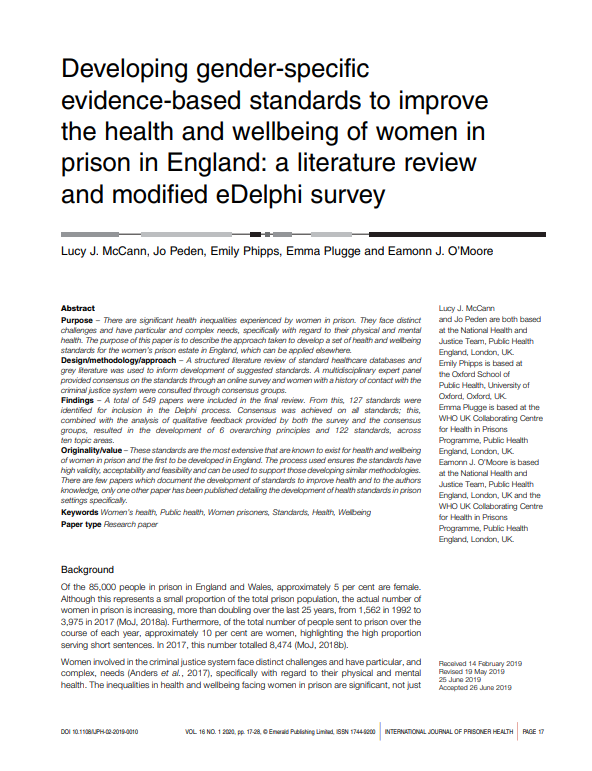 Developing gender-specific
evidence-based standards to improve
the health and wellbeing of women in
prison in England: a literature review
and modified eDelphi survey
Lucy J. McCann, Jo Peden, Emily Phipps, Emma Plugge and Eamonn J. O’Moore
Abstract
Purpose – There are significant health inequalities experienced by women in prison. They face distinct
challenges and have particular and complex needs, specifically with regard to their physical and mental
health. The purpose of this paper is to describe the approach taken to develop a set of health and wellbeing
standards for the women’s prison estate in England, which can be applied elsewhere.
Design/methodology/approach – A structured literature review of standard healthcare databases and
grey literature was used to inform development of suggested standards. A multidisciplinary expert panel
provided consensus on the standards through an online survey and women with a history of contact with the
criminal justice system were consulted through consensus groups.
Findings – A total of 549 papers were included in the final review. From this, 127 standards were
identified for inclusion in the Delphi process. Consensus was achieved on all standards; this,
combined with the analysis of qualitative feedback provided by both the survey and the consensus
groups, resulted in the development of 6 overarching principles and 122 standards, across
ten topic areas.
Originality/value – These standards are the most extensive that are known to exist for health and wellbeing
of women in prison and the first to be developed in England. The process used ensures the standards have
high validity, acceptability and feasibility and can be used to support those developing similar methodologies.
There are few papers which document the development of standards to improve health and to the authors
knowledge, only one other paper has been published detailing the development of health standards in prison
settings specifically.
Keywords Women’s health, Public health, Women prisoners, Standards, Health, Wellbeing
Paper type Research paper
Lucy J. McCann
and Jo Peden are both based
at the National Health and
Justice Team, Public Health
England, London, UK.
Emily Phipps is based at
the Oxford School of
Public Health, University of
Oxford, Oxford, UK.
Emma Plugge is based at the
WHO UK Collaborating Centre
for Health in Prisons
Programme, Public Health
England, London, UK.
Eamonn J. O’Moore is based
at the National Health and
Justice Team, Public Health
England, London, UK and the
WHO UK Collaborating Centre
for Health in Prisons
Programme, Public Health
England, London, UK.
Background
Of the 85,000 people in prison in England and Wales, approximately 5 per cent are female.
Although this represents a small proportion of the total prison population, the actual number of
women in prison is increasing, more than doubling over the last 25 years, from 1,562 in 1992 to
3,975 in 2017 (MoJ, 2018a). Furthermore, of the total number of people sent to prison over the
course of each year, approximately 10 per cent are women, highlighting the high proportion
serving short sentences. In 2017, this number totalled 8,474 (MoJ, 2018b).
Women involved in the criminal justice system face distinct challenges and have particular, and
complex, needs (Anders et al., 2017), specifically with regard to their physical and mental
health. The inequalities in health and wellbeing facing women in prison are significant, not just
Received 14 February 2019
Revised 19 May 2019
25 June 2019
Accepted 26 June 2019
DOI 10.1108/IJPH-02-2019-0010 VOL. 16 NO. 1 2020, pp. 17-28, © Emerald Publishing Limited, ISSN 1744-9200 INTERNATIONAL JOURNAL OF PRISONER HEALTH PAGE 17